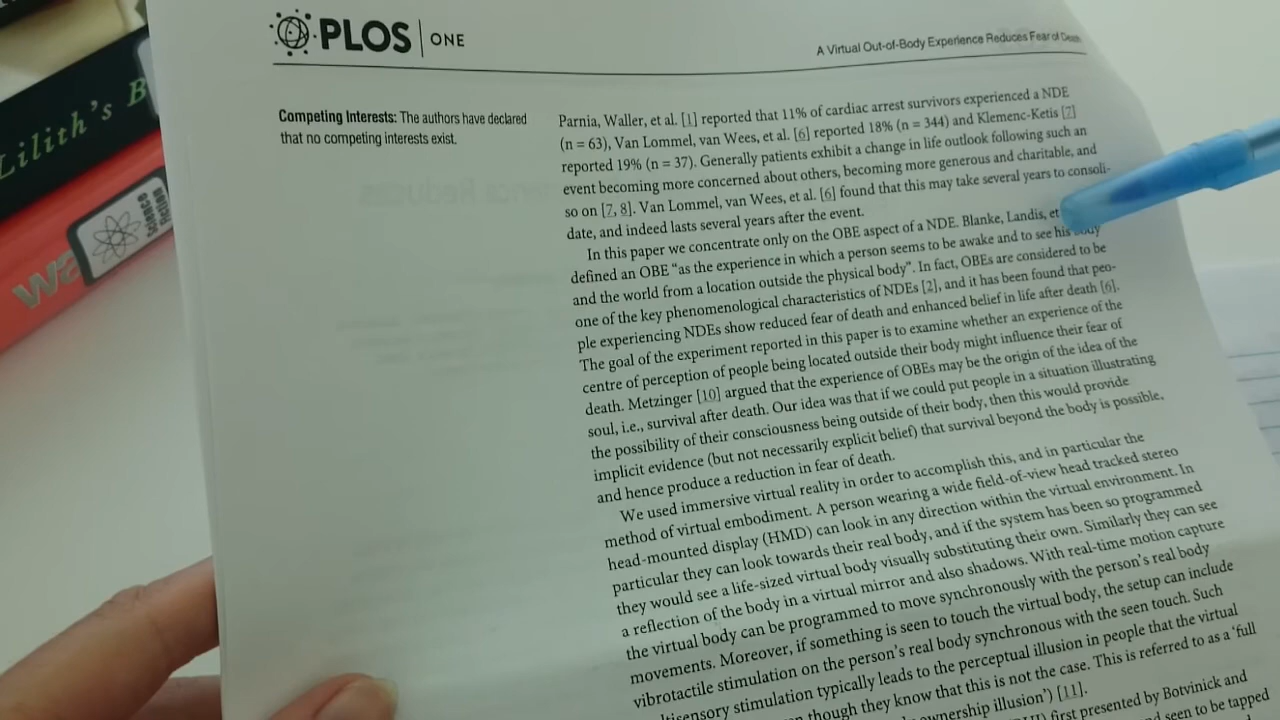 PLOS ONE
A Virtual Out-of-Body Experience Reduces Fear of Death
Lilith's B
wa
Science Fiction
Competing Interests: The authors have declared
that no competing interests exist.
Parnia, Waller, et al. [1] reported that 11% of cardiac arrest survivors experienced a NDE
(n = 63), Van Lommel, van Wees, et al. [6] reported 18% (n = 344) and Klemenc-Ketis [7]
reported 19% (n = 37). Generally patients exhibit a change in life outlook following such an
event becoming more concerned about others, becoming more generous and charitable, and
so on [7, 8]. Van Lommel, van Wees, et al. [6] found that this may take several years to consoli-
date, and indeed lasts several years after the event.
In this paper we concentrate only on the OBE aspect of a NDE. Blanke, Landis, et
defined an OBE “as the experience in which a person seems to be awake and to see his body
and the world from a location outside the physical body”. In fact, OBEs are considered to be
one of the key phenomenological characteristics of NDEs [2], and it has been found that peo-
ple experiencing NDEs show reduced fear of death and enhanced belief in life after death [6].
The goal of the experiment reported in this paper is to examine whether an experience of the
centre of perception of people being located outside their body might influence their fear of
death. Metzinger [10] argued that the experience of OBEs may be the origin of the idea of the
soul, i.e., survival after death. Our idea was that if we could put people in a situation illustrating
the possibility of their consciousness being outside of their body, then this would provide
implicit evidence (but not necessarily explicit belief) that survival beyond the body is possible,
and hence produce a reduction in fear of death.
We used immersive virtual reality in order to accomplish this, and in particular the
method of virtual embodiment. A person wearing a wide field-of-view head tracked stereo
head-mounted display (HMD) can look in any direction within the virtual environment. In
particular they can look towards their real body, and if the system has been so programmed
they would see a life-sized virtual body visually substituting their own. Similarly they can see
a reflection of the body in a virtual mirror and also shadows. With real-time motion capture
the virtual body can be programmed to move synchronously with the person's real body
movements. Moreover, if something is seen to touch the virtual body, the setup can include
vibrotactile stimulation on the person's real body synchronous with the seen touch. Such
ltisensory stimulation typically leads to the perceptual illusion in people that the virtual
n though they know that this is not the case. This is referred to as a ‘full
ownership illusion’) [11].
first presented by Botvinick and
nd seen to be tapped